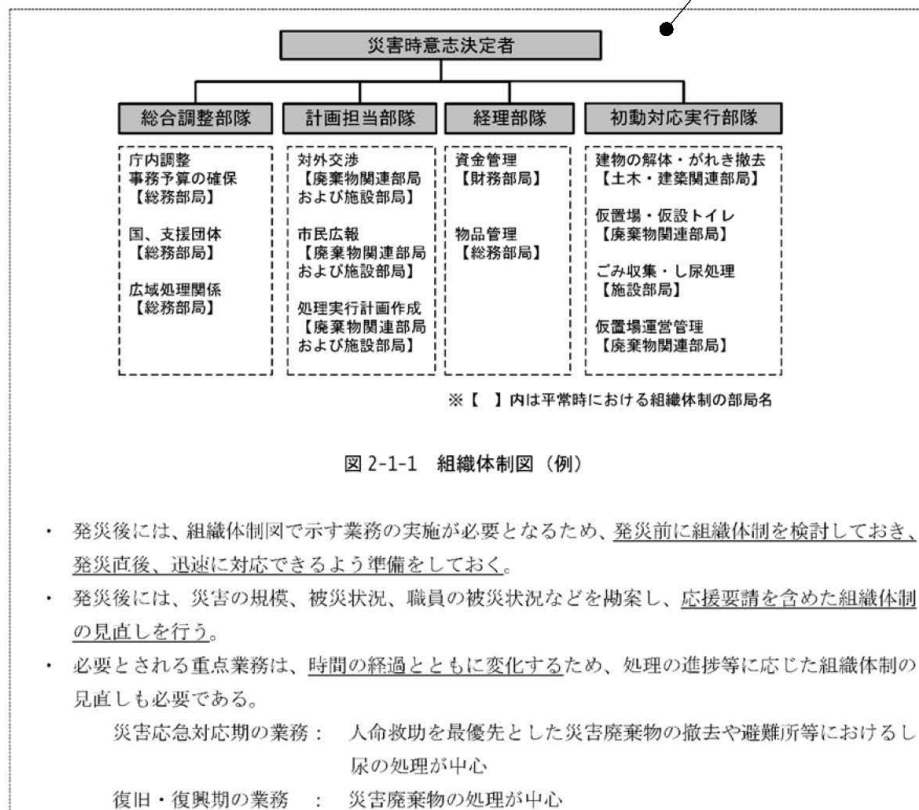 災害時意志決定者
総合調整部隊
庁内調整
事務予算の確保
【総務部局】
国、支援団体
【総務部局】
広域処理関係
【総務部局】
計画担当部隊
対外交渉
【廃棄物関連部局
および施設部局】
市民広報
【廃棄物関連部局
および施設部局】
処理実行計画作成
【廃棄物関連部局
および施設部局】
経理部隊
資金管理
【財務部局】
物品管理
【総務部局】
初動対応実行部隊
建物の解体・がれき撤去
【土木・建築関連部局】
仮置場・仮設トイレ
【廃棄物関連部局】
ごみ収集・し尿処理
【施設部局】
仮置場運営管理
【廃棄物関連部局】
※【　】内は平常時における組織体制の部局名
図 2-1-1　組織体制図（例）
・ 発災後には、組織体制図で示す業務の実施が必要となるため、発災前に組織体制を検討しておき、
発災直後、迅速に対応できるよう準備をしておく。
・ 発災後には、災害の規模、被災状況、職員の被災状況などを勘案し、応援要請を含めた組織体制
の見直しを行う。
・ 必要とされる重点業務は、時間の経過とともに変化するため、処理の進捗等に応じた組織体制の
見直しも必要である。
災害応急対応期の業務： 人命救助を最優先とした災害廃棄物の撤去や避難所等におけるし
尿の処理が中心
復旧・復興期の業務　： 災害廃棄物の処理が中心